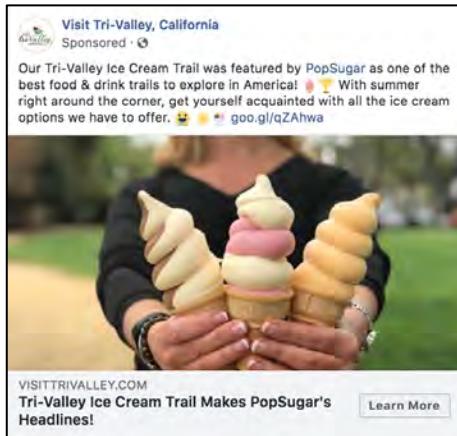 Visit Tri-Valley, California
Sponsored ·
Our Tri-Valley Ice Cream Trail was featured by PopSugar as one of the
best food & drink trails to explore in America! 🍦🏆 With summer
right around the corner, get yourself acquainted with all the ice cream
options we have to offer. goo.gl/qZAhwa
VISITTRIVALLEY.COM
Tri-Valley Ice Cream Trail Makes PopSugar's
Headlines!
Learn More